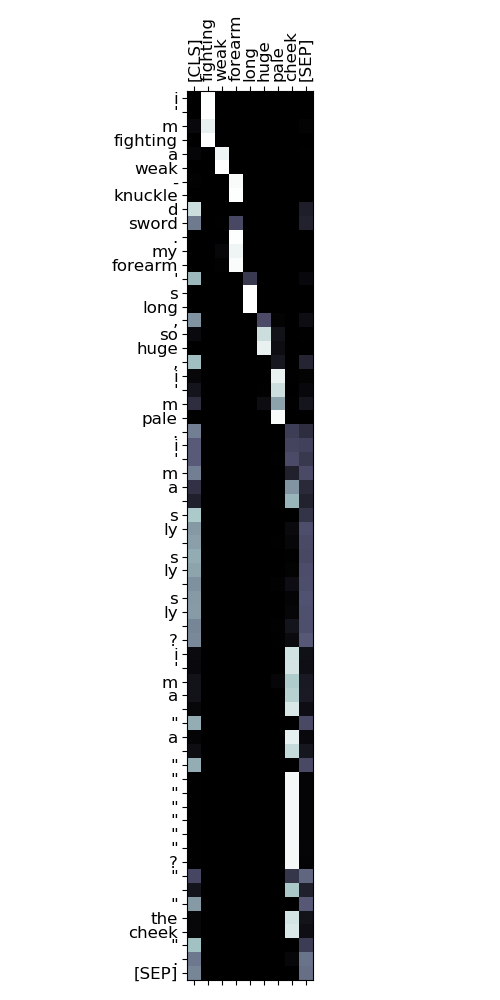 [CLS]
fighting
weak
forearm
long
huge
pale
cheek
[SEP]
i
'
m
fighting
a
weak
-
knuckle
d
sword
.
my
forearm
'
s
long
,
so
huge
,
i
'
m
pale
.
i
'
m
a
s
ly
s
ly
s
ly
?
i
'
m
a
"
a
"
"
"
"
"
"
"
?
"
"
the
cheek
"
.
[SEP]